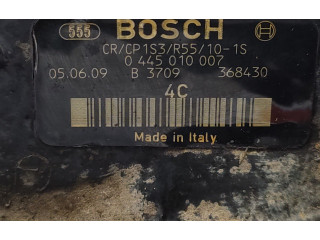 555 BOSCH
CR/CP1S3/R55/10-1S
0 445 010 007
05.06.09 B 3709 368430
4C
Made in Italy